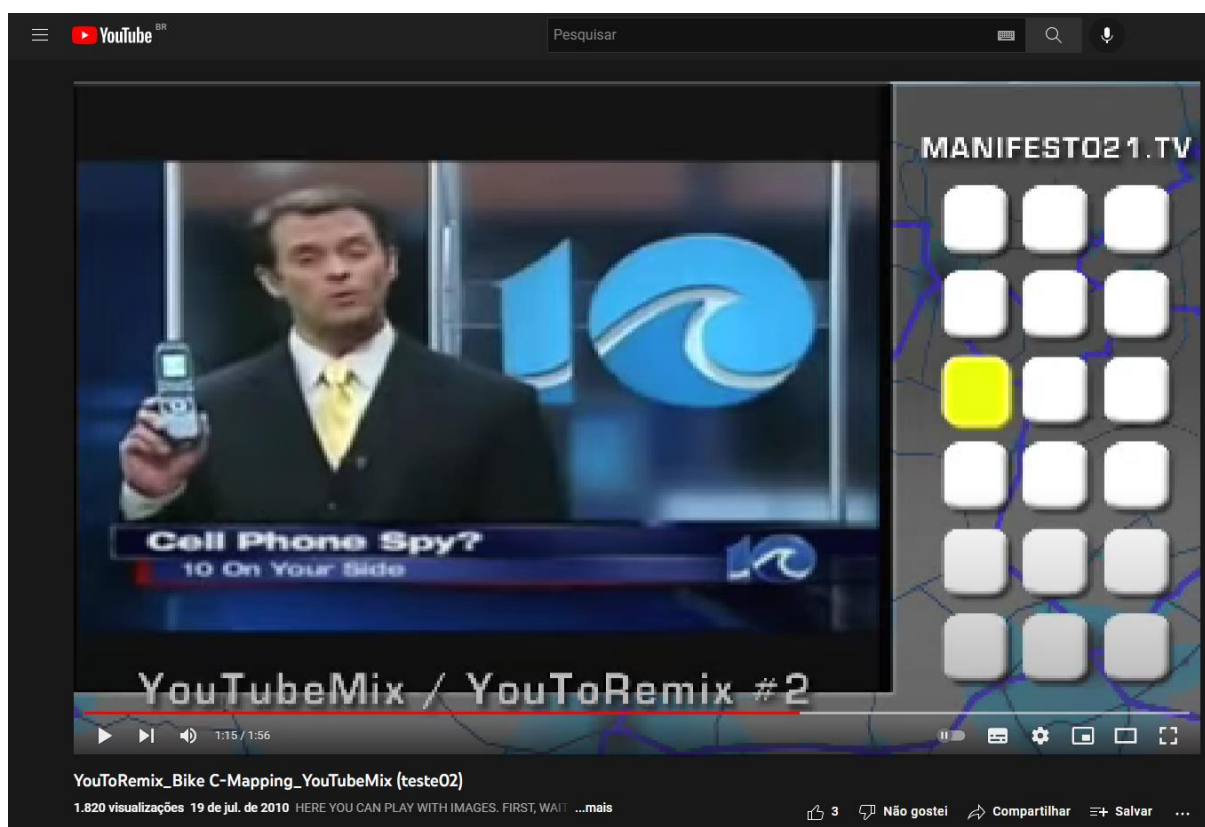 YouTube BR
Pesquisar
MANIFESTO21.TV
10
Cell Phone Spy?
10 On Your Side
10
YouTubeMix / YouToRemix #2
1:15 / 1:56
YouToRemix_Bike C-Mapping_YouTubeMix (teste02)
1.820 visualizações 19 de jul. de 2010 HERE YOU CAN PLAY WITH IMAGES. FIRST, WAIT ...mais
3 Não gostei Compartilhar Salvar ...